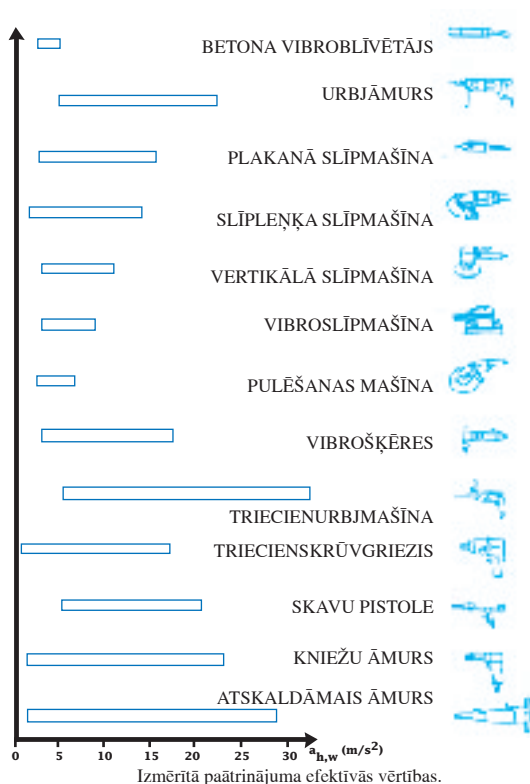 BETONA VIBROBLĪVĒTĀJS
URBJĀMURS
PLAKANĀ SLĪPMAŠĪNA
SLĪPLEŅĶA SLĪPMAŠĪNA
VERTIKĀLĀ SLĪPMAŠĪNA
VIBROSLĪPMAŠĪNA
PULĒŠANAS MAŠĪNA
VIBROŠĶĒRES
TRIECIENURBJMAŠĪNA
TRIECIENSKRŪVGRIEZIS
SKAVU PISTOLE
KNIEŽU ĀMURS
ATSKALDĀMAIS ĀMURS
0 5 10 15 20 25 30 a h,w (m/s²)
Izmērītā paātrinājuma efektīvās vērtības.